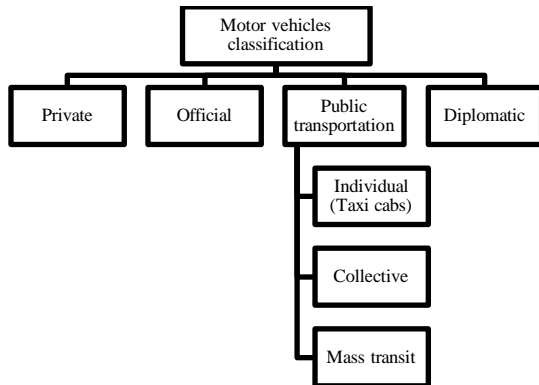 Motor vehicles
classification
Private
Official
Public
transportation
Diplomatic
Individual
(Taxi cabs)
Collective
Mass transit